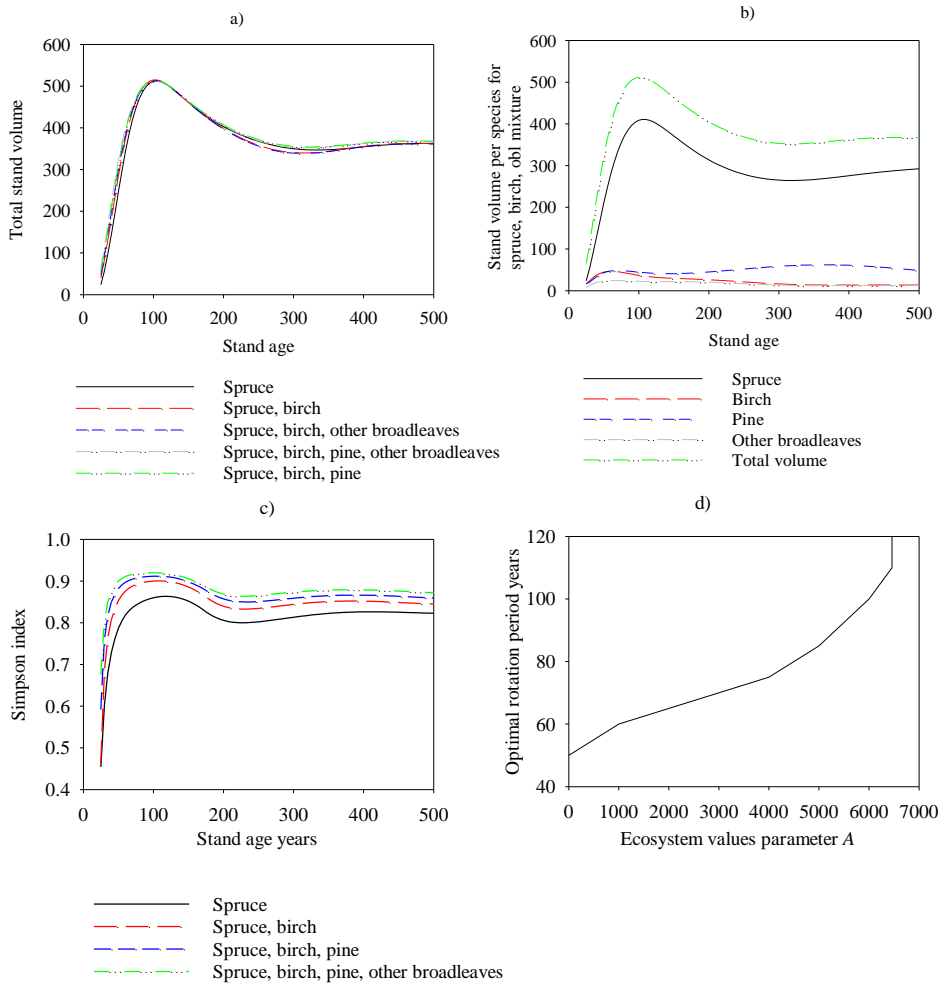 a)
600
500
400
300
200
100
0
Total stand volume
0 100 200 300 400 500
Stand age
Spruce
Spruce, birch
Spruce, birch, other broadleaves
Spruce, birch, pine, other broadleaves
Spruce, birch, pine
b)
600
500
400
300
200
100
0
Stand volume per species for
spruce, birch, obl mixture
0 100 200 300 400 500
Stand age
Spruce
Birch
Pine
Other broadleaves
Total volume
c)
1.0
0.9
0.8
0.7
0.6
0.5
0.4
Simpson index
0 100 200 300 400 500
Stand age years
Spruce
Spruce, birch
Spruce, birch, pine
Spruce, birch, pine, other broadleaves
d)
120
100
80
60
40
Optimal rotation period years
0 1000 2000 3000 4000 5000 6000 7000
Ecosystem values parameter A